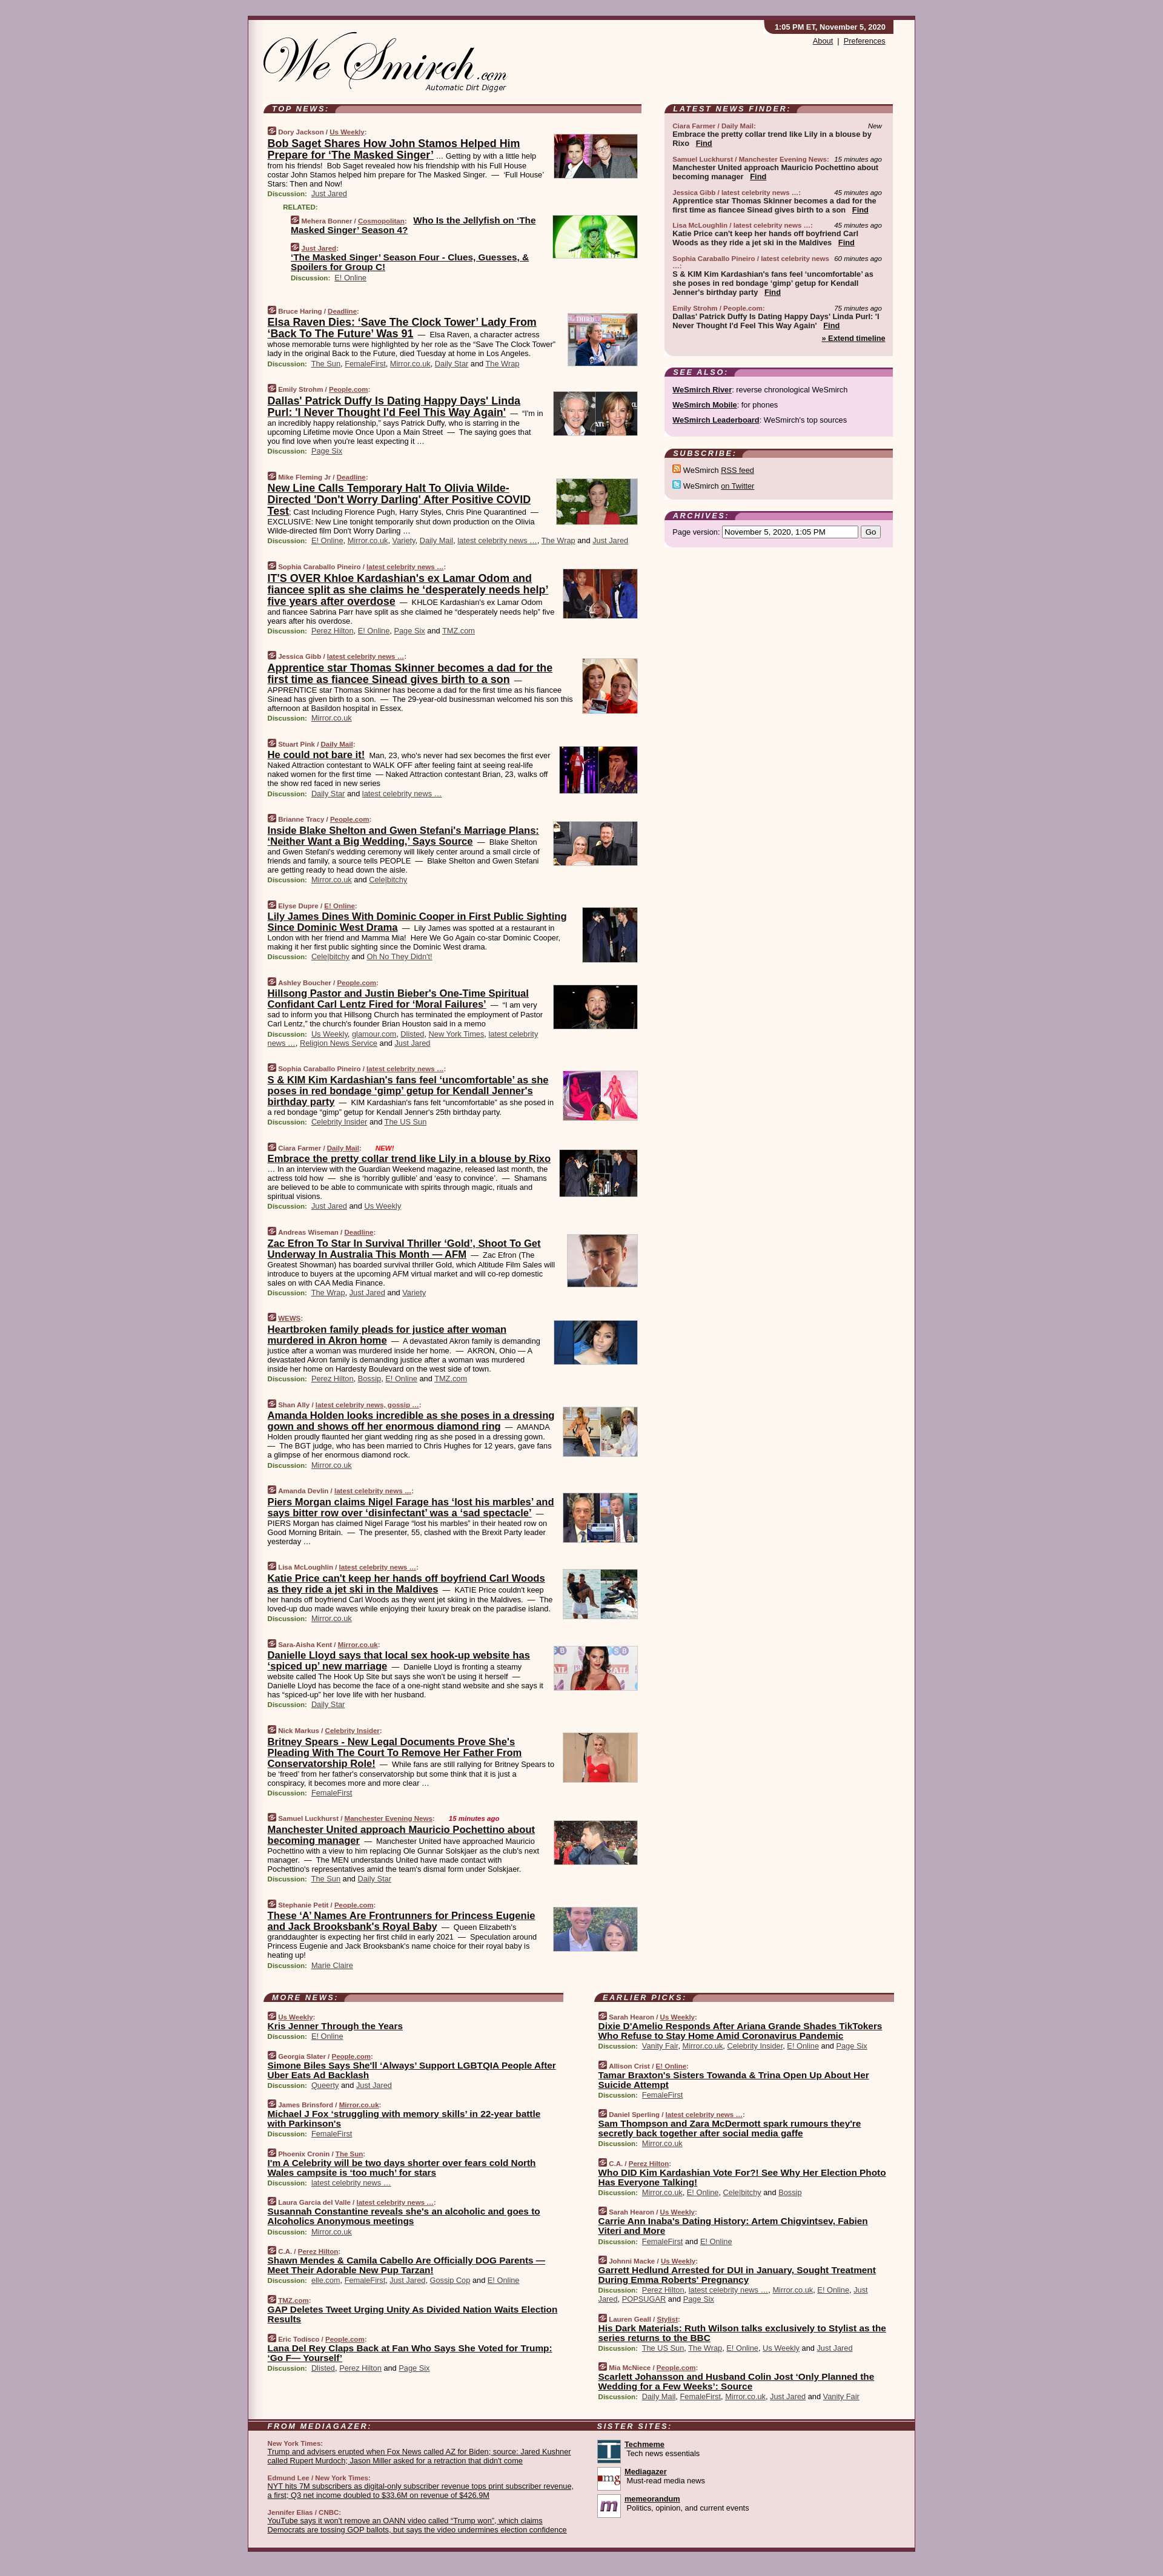 1:05 PM ET, November 5, 2020
About | Preferences
We Smirch.com
Automatic Dirt Digger
TOP NEWS:
Dory Jackson / Us Weekly:
Bob Saget Shares How John Stamos Helped Him
Prepare for ‘The Masked Singer’ … Getting by with a little help
from his friends! Bob Saget revealed how his friendship with his Full House
costar John Stamos helped him prepare for The Masked Singer. — ‘Full House’
Stars: Then and Now!
Discussion: Just Jared
RELATED:
Mehera Bonner / Cosmopolitan: Who Is the Jellyfish on ‘The
Masked Singer’ Season 4?
Just Jared:
‘The Masked Singer’ Season Four - Clues, Guesses, &
Spoilers for Group C!
Discussion: E! Online
Bruce Haring / Deadline:
Elsa Raven Dies: ‘Save The Clock Tower’ Lady From
‘Back To The Future’ Was 91 — Elsa Raven, a character actress
whose memorable turns were highlighted by her role as the “Save The Clock Tower”
lady in the original Back to the Future, died Tuesday at home in Los Angeles.
Discussion: The Sun, FemaleFirst, Mirror.co.uk, Daily Star and The Wrap
Emily Strohm / People.com:
Dallas' Patrick Duffy Is Dating Happy Days' Linda
Purl: 'I Never Thought I'd Feel This Way Again' — “I'm in
an incredibly happy relationship,” says Patrick Duffy, who is starring in the
upcoming Lifetime movie Once Upon a Main Street — The saying goes that
you find love when you're least expecting it …
Discussion: Page Six
Mike Fleming Jr / Deadline:
New Line Calls Temporary Halt To Olivia Wilde-
Directed 'Don't Worry Darling' After Positive COVID
Test; Cast Including Florence Pugh, Harry Styles, Chris Pine Quarantined —
EXCLUSIVE: New Line tonight temporarily shut down production on the Olivia
Wilde-directed film Don't Worry Darling …
Discussion: E! Online, Mirror.co.uk, Variety, Daily Mail, latest celebrity news …, The Wrap and Just Jared
Sophia Caraballo Pineiro / latest celebrity news …:
IT'S OVER Khloe Kardashian's ex Lamar Odom and
fiancee split as she claims he ‘desperately needs help’
five years after overdose — KHLOE Kardashian's ex Lamar Odom
and fiancee Sabrina Parr have split as she claimed he “desperately needs help” five
years after his overdose.
Discussion: Perez Hilton, E! Online, Page Six and TMZ.com
Jessica Gibb / latest celebrity news …:
Apprentice star Thomas Skinner becomes a dad for the
first time as fiancee Sinead gives birth to a son —
APPRENTICE star Thomas Skinner has become a dad for the first time as his fiancee
Sinead has given birth to a son. — The 29-year-old businessman welcomed his son this
afternoon at Basildon hospital in Essex.
Discussion: Mirror.co.uk
Stuart Pink / Daily Mail:
He could not bare it! Man, 23, who's never had sex becomes the first ever
Naked Attraction contestant to WALK OFF after feeling faint at seeing real-life
naked women for the first time — Naked Attraction contestant Brian, 23, walks off
the show red faced in new series
Discussion: Daily Star and latest celebrity news …
Brianne Tracy / People.com:
Inside Blake Shelton and Gwen Stefani's Marriage Plans:
‘Neither Want a Big Wedding,’ Says Source — Blake Shelton
and Gwen Stefani's wedding ceremony will likely center around a small circle of
friends and family, a source tells PEOPLE — Blake Shelton and Gwen Stefani
are getting ready to head down the aisle.
Discussion: Mirror.co.uk and Cele|bitchy
Elyse Dupre / E! Online:
Lily James Dines With Dominic Cooper in First Public Sighting
Since Dominic West Drama — Lily James was spotted at a restaurant in
London with her friend and Mamma Mia! Here We Go Again co-star Dominic Cooper,
making it her first public sighting since the Dominic West drama.
Discussion: Cele|bitchy and Oh No They Didn't!
Ashley Boucher / People.com:
Hillsong Pastor and Justin Bieber's One-Time Spiritual
Confidant Carl Lentz Fired for ‘Moral Failures’ — “I am very
sad to inform you that Hillsong Church has terminated the employment of Pastor
Carl Lentz,” the church's founder Brian Houston said in a memo
Discussion: Us Weekly, glamour.com, Dlisted, New York Times, latest celebrity
news …, Religion News Service and Just Jared
Sophia Caraballo Pineiro / latest celebrity news …:
S & KIM Kim Kardashian's fans feel ‘uncomfortable’ as she
poses in red bondage ‘gimp’ getup for Kendall Jenner's
birthday party — KIM Kardashian's fans felt “uncomfortable” as she posed in
a red bondage “gimp” getup for Kendall Jenner's 25th birthday party.
Discussion: Celebrity Insider and The US Sun
Ciara Farmer / Daily Mail: NEW!
Embrace the pretty collar trend like Lily in a blouse by Rixo
… In an interview with the Guardian Weekend magazine, released last month, the
actress told how — she is ‘horribly gullible’ and ‘easy to convince’. — Shamans
are believed to be able to communicate with spirits through magic, rituals and
spiritual visions.
Discussion: Just Jared and Us Weekly
Andreas Wiseman / Deadline:
Zac Efron To Star In Survival Thriller ‘Gold’, Shoot To Get
Underway In Australia This Month — AFM — Zac Efron (The
Greatest Showman) has boarded survival thriller Gold, which Altitude Film Sales will
introduce to buyers at the upcoming AFM virtual market and will co-rep domestic
sales on with CAA Media Finance.
Discussion: The Wrap, Just Jared and Variety
WEWS:
Heartbroken family pleads for justice after woman
murdered in Akron home — A devastated Akron family is demanding
justice after a woman was murdered inside her home. — AKRON, Ohio — A
devastated Akron family is demanding justice after a woman was murdered
inside her home on Hardesty Boulevard on the west side of town.
Discussion: Perez Hilton, Bossip, E! Online and TMZ.com
Shan Ally / latest celebrity news, gossip …:
Amanda Holden looks incredible as she poses in a dressing
gown and shows off her enormous diamond ring — AMANDA
Holden proudly flaunted her giant wedding ring as she posed in a dressing gown.
— The BGT judge, who has been married to Chris Hughes for 12 years, gave fans
a glimpse of her enormous diamond rock.
Discussion: Mirror.co.uk
Amanda Devlin / latest celebrity news …:
Piers Morgan claims Nigel Farage has ‘lost his marbles’ and
says bitter row over ‘disinfectant’ was a ‘sad spectacle’ —
PIERS Morgan has claimed Nigel Farage “lost his marbles” in their heated row on
Good Morning Britain. — The presenter, 55, clashed with the Brexit Party leader
yesterday …
Lisa McLoughlin / latest celebrity news …:
Katie Price can't keep her hands off boyfriend Carl Woods
as they ride a jet ski in the Maldives — KATIE Price couldn't keep
her hands off boyfriend Carl Woods as they went jet skiing in the Maldives. — The
loved-up duo made waves while enjoying their luxury break on the paradise island.
Discussion: Mirror.co.uk
Sara-Aisha Kent / Mirror.co.uk:
Danielle Lloyd says that local sex hook-up website has
‘spiced up’ new marriage — Danielle Lloyd is fronting a steamy
website called The Hook Up Site but says she won't be using it herself —
Danielle Lloyd has become the face of a one-night stand website and she says it
has “spiced-up” her love life with her husband.
Discussion: Daily Star
Nick Markus / Celebrity Insider:
Britney Spears - New Legal Documents Prove She's
Pleading With The Court To Remove Her Father From
Conservatorship Role! — While fans are still rallying for Britney Spears to
be ‘freed’ from her father's conservatorship but some think that it is just a
conspiracy, it becomes more and more clear …
Discussion: FemaleFirst
Samuel Luckhurst / Manchester Evening News: 15 minutes ago
Manchester United approach Mauricio Pochettino about
becoming manager — Manchester United have approached Mauricio
Pochettino with a view to him replacing Ole Gunnar Solskjaer as the club's next
manager. — The MEN understands United have made contact with
Pochettino's representatives amid the team's dismal form under Solskjaer.
Discussion: The Sun and Daily Star
Stephanie Petit / People.com:
These ‘A’ Names Are Frontrunners for Princess Eugenie
and Jack Brooksbank's Royal Baby — Queen Elizabeth's
granddaughter is expecting her first child in early 2021 — Speculation around
Princess Eugenie and Jack Brooksbank's name choice for their royal baby is
heating up!
Discussion: Marie Claire
LATEST NEWS FINDER:
Ciara Farmer / Daily Mail: New
Embrace the pretty collar trend like Lily in a blouse by
Rixo Find
Samuel Luckhurst / Manchester Evening News: 15 minutes ago
Manchester United approach Mauricio Pochettino about
becoming manager Find
Jessica Gibb / latest celebrity news …: 45 minutes ago
Apprentice star Thomas Skinner becomes a dad for the
first time as fiancee Sinead gives birth to a son Find
Lisa McLoughlin / latest celebrity news …: 45 minutes ago
Katie Price can't keep her hands off boyfriend Carl
Woods as they ride a jet ski in the Maldives Find
Sophia Caraballo Pineiro / latest celebrity news 60 minutes ago
…:
S & KIM Kim Kardashian's fans feel ‘uncomfortable’ as
she poses in red bondage ‘gimp’ getup for Kendall
Jenner's birthday party Find
Emily Strohm / People.com: 75 minutes ago
Dallas' Patrick Duffy Is Dating Happy Days' Linda Purl: 'I
Never Thought I'd Feel This Way Again' Find
» Extend timeline
SEE ALSO:
WeSmirch River: reverse chronological WeSmirch
WeSmirch Mobile: for phones
WeSmirch Leaderboard: WeSmirch's top sources
SUBSCRIBE:
WeSmirch RSS feed
WeSmirch on Twitter
ARCHIVES:
Page version: November 5, 2020, 1:05 PM Go
MORE NEWS:
Us Weekly:
Kris Jenner Through the Years
Discussion: E! Online
Georgia Slater / People.com:
Simone Biles Says She'll ‘Always’ Support LGBTQIA People After
Uber Eats Ad Backlash
Discussion: Queerty and Just Jared
James Brinsford / Mirror.co.uk:
Michael J Fox ‘struggling with memory skills’ in 22-year battle
with Parkinson's
Discussion: FemaleFirst
Phoenix Cronin / The Sun:
I'm A Celebrity will be two days shorter over fears cold North
Wales campsite is ‘too much’ for stars
Discussion: latest celebrity news …
Laura Garcia del Valle / latest celebrity news …:
Susannah Constantine reveals she's an alcoholic and goes to
Alcoholics Anonymous meetings
Discussion: Mirror.co.uk
C.A. / Perez Hilton:
Shawn Mendes & Camila Cabello Are Officially DOG Parents —
Meet Their Adorable New Pup Tarzan!
Discussion: elle.com, FemaleFirst, Just Jared, Gossip Cop and E! Online
TMZ.com:
GAP Deletes Tweet Urging Unity As Divided Nation Waits Election
Results
Eric Todisco / People.com:
Lana Del Rey Claps Back at Fan Who Says She Voted for Trump:
‘Go F— Yourself’
Discussion: Dlisted, Perez Hilton and Page Six
EARLIER PICKS:
Sarah Hearon / Us Weekly:
Dixie D'Amelio Responds After Ariana Grande Shades TikTokers
Who Refuse to Stay Home Amid Coronavirus Pandemic
Discussion: Vanity Fair, Mirror.co.uk, Celebrity Insider, E! Online and Page Six
Allison Crist / E! Online:
Tamar Braxton's Sisters Towanda & Trina Open Up About Her
Suicide Attempt
Discussion: FemaleFirst
Daniel Sperling / latest celebrity news …:
Sam Thompson and Zara McDermott spark rumours they're
secretly back together after social media gaffe
Discussion: Mirror.co.uk
C.A. / Perez Hilton:
Who DID Kim Kardashian Vote For?! See Why Her Election Photo
Has Everyone Talking!
Discussion: Mirror.co.uk, E! Online, Cele|bitchy and Bossip
Sarah Hearon / Us Weekly:
Carrie Ann Inaba's Dating History: Artem Chigvintsev, Fabien
Viteri and More
Discussion: FemaleFirst and E! Online
Johnni Macke / Us Weekly:
Garrett Hedlund Arrested for DUI in January, Sought Treatment
During Emma Roberts' Pregnancy
Discussion: Perez Hilton, latest celebrity news …, Mirror.co.uk, E! Online, Just
Jared, POPSUGAR and Page Six
Lauren Geall / Stylist:
His Dark Materials: Ruth Wilson talks exclusively to Stylist as the
series returns to the BBC
Discussion: The US Sun, The Wrap, E! Online, Us Weekly and Just Jared
Mia McNiece / People.com:
Scarlett Johansson and Husband Colin Jost ‘Only Planned the
Wedding for a Few Weeks’: Source
Discussion: Daily Mail, FemaleFirst, Mirror.co.uk, Just Jared and Vanity Fair
FROM MEDIAGAZER:
New York Times:
Trump and advisers erupted when Fox News called AZ for Biden; source: Jared Kushner
called Rupert Murdoch; Jason Miller asked for a retraction that didn't come
Edmund Lee / New York Times:
NYT hits 7M subscribers as digital-only subscriber revenue tops print subscriber revenue,
a first; Q3 net income doubled to $33.6M on revenue of $426.9M
Jennifer Elias / CNBC:
YouTube says it won't remove an OANN video called “Trump won”, which claims
Democrats are tossing GOP ballots, but says the video undermines election confidence
SISTER SITES:
Techmeme
Tech news essentials
mg
Mediagazer
Must-read media news
m
memeorandum
Politics, opinion, and current events